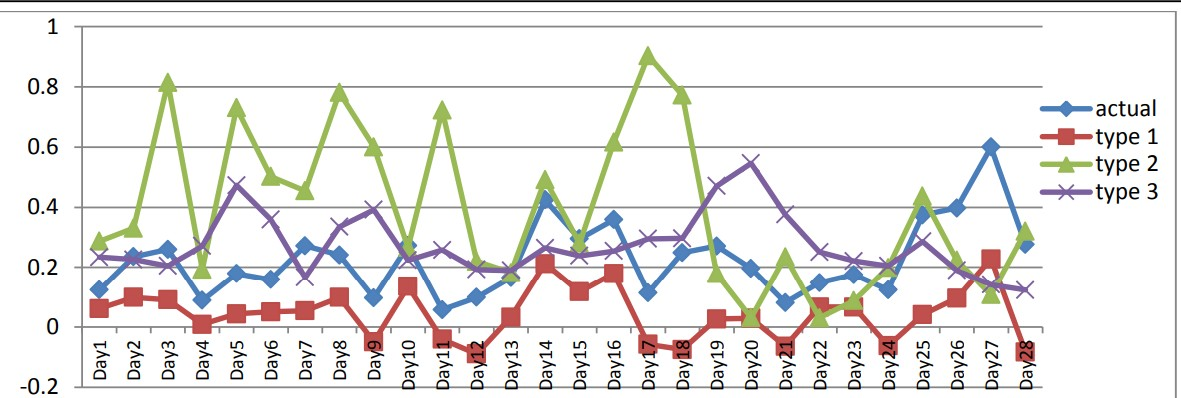 1
0.8
0.6
0.4
0.2
0
-0.2
Day1
Day2
Day3
Day4
Day5
Day6
Day7
Day8
Day9
Day10
Day11
Day12
Day13
Day14
Day15
Day16
Day17
Day18
Day19
Day20
Day21
Day22
Day23
Day24
Day25
Day26
Day27
Day28
actual
type 1
type 2
type 3